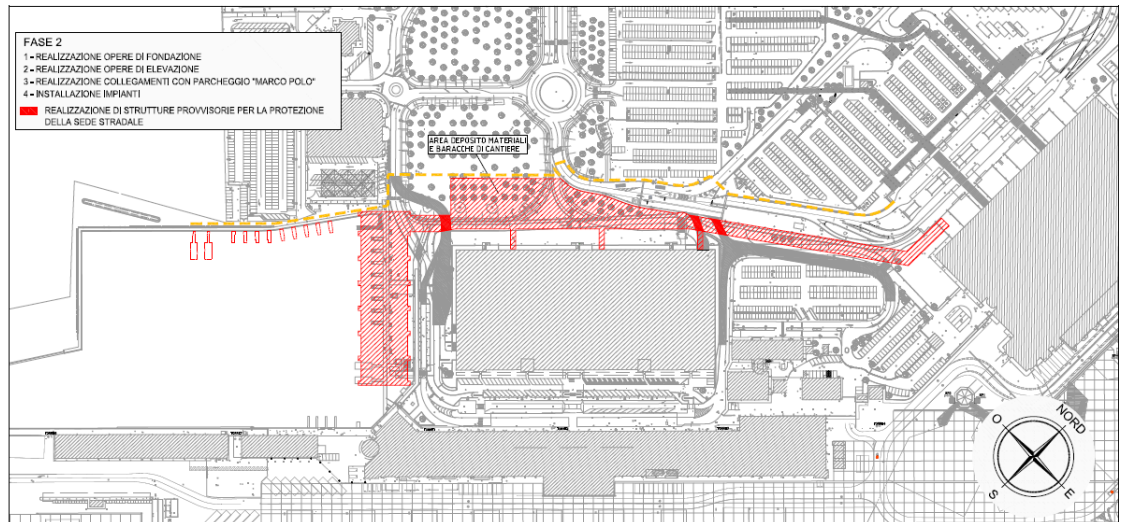 FASE 2
1 - REALIZZAZIONE OPERE DI FONDAZIONE
2 - REALIZZAZIONE OPERE DI ELEVAZIONE
3 - REALIZZAZIONE COLLEGAMENTI CON PARCHEGGIO "MARCO POLO"
4 - INSTALLAZIONE IMPIANTI
REALIZZAZIONE DI STRUTTURE PROVVISORIE PER LA PROTEZIONE
DELLA SEDE STRADALE
AREA DEPOSITO MATERIALI
E BARACCHE DI CANTIERE
O
NORD
S
E